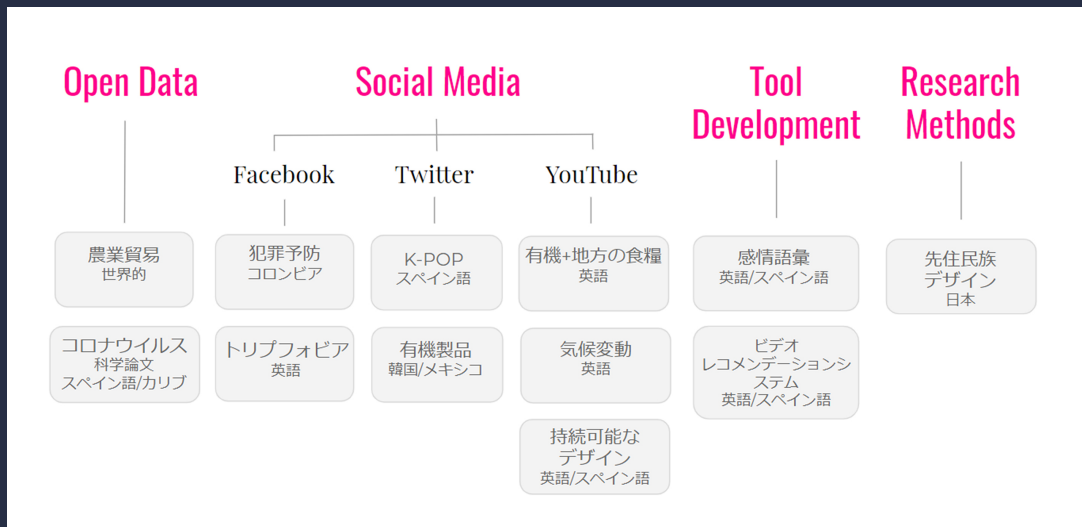 Open Data
農業貿易
世界的
コロナウイルス
科学論文
スペイン語/カリブ
Social Media
Facebook
犯罪予防
コロンビア
トリプフォビア
英語
Twitter
K-POP
スペイン語
有機製品
韓国/メキシコ
YouTube
有機+地方の食糧
英語
気候変動
英語
持続可能な
デザイン
英語/スペイン語
Tool
Development
感情語彙
英語/スペイン語
ビデオ
レコメンデーションシ
ステム
英語/スペイン語
Research
Methods
先住民族
デザイン
日本